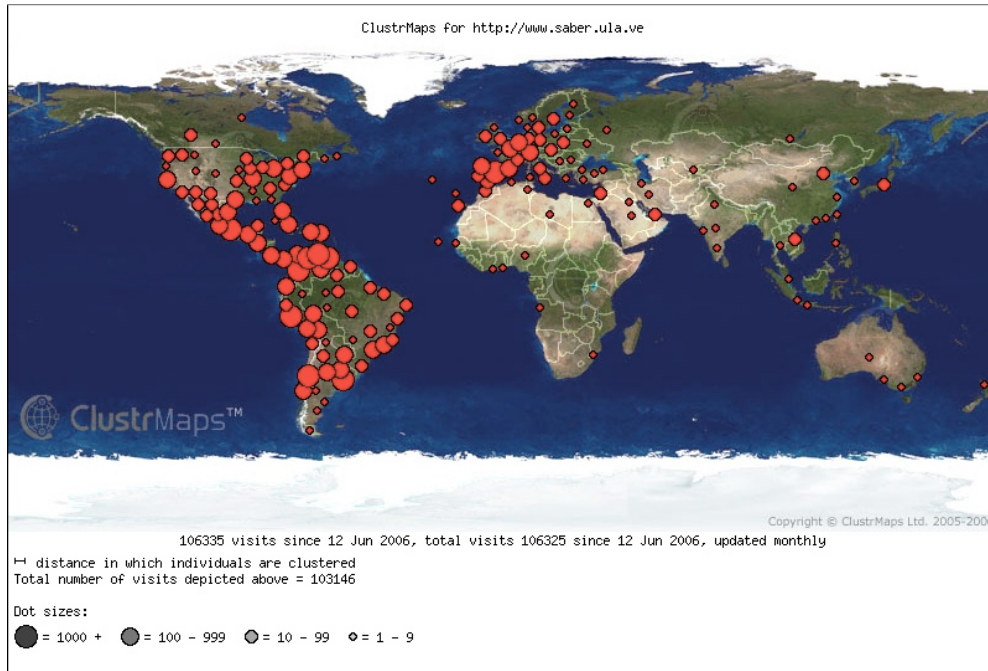 ClustrMaps for http://www.saber.ula.ve
ClustrMaps™
Copyright © ClustrMaps Ltd. 2005-200
106335 visits since 12 Jun 2006, total visits 106325 since 12 Jun 2006, updated monthly
distance in which individuals are clustered
Total number of visits depicted above = 103146
Dot sizes:
= 1000 + = 100 - 999 = 10 - 99 = 1 - 9